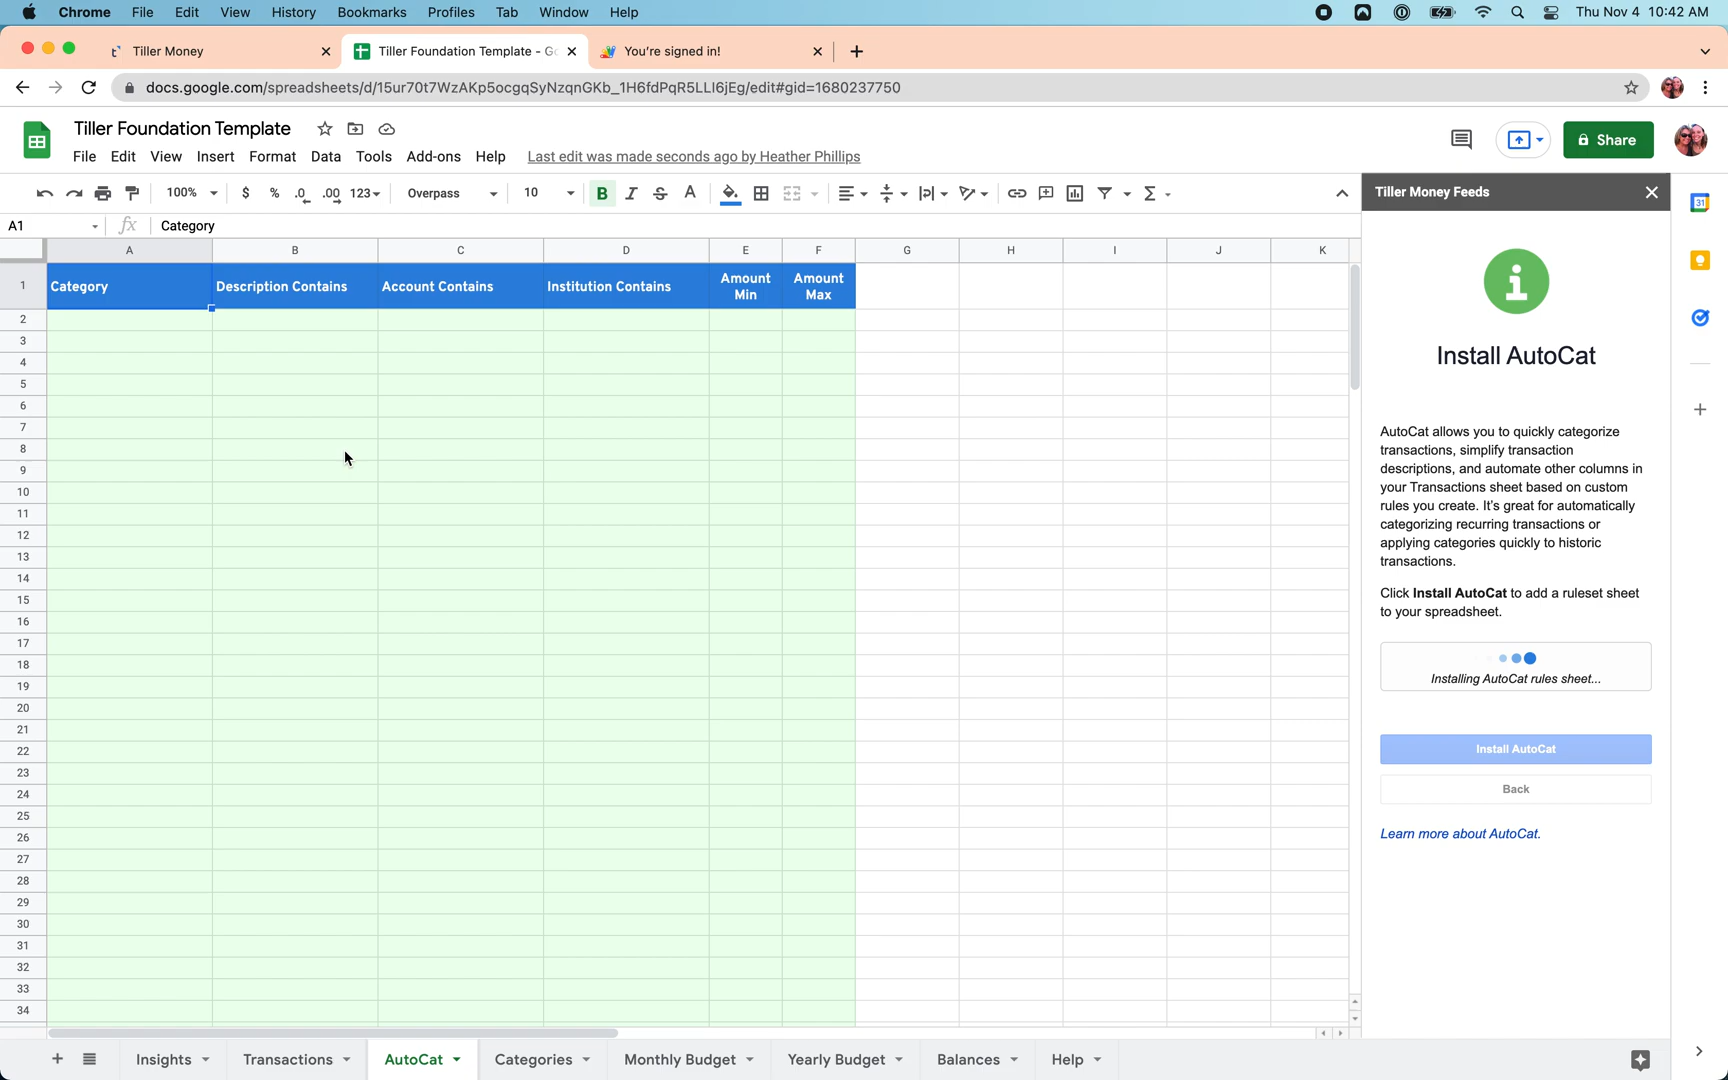 Chrome File Edit View History Bookmarks Profiles Tab Window Help Thu Nov 4 10:42 AM
Tiller Money Tiller Foundation Template - Go You're signed in!
docs.google.com/spreadsheets/d/15ur70t7WzAKp5ocgqSyNzqnGKb_1H6fdPqR5LLI6jEg/edit#gid=1680237750
Tiller Foundation Template
File Edit View Insert Format Data Tools Add-ons Help Last edit was made seconds ago by Heather Phillips
Share
100% $ % .0 .00 123 Overpass 10 B I S A
A1 fx Category
A B C D E F G H I J K
1 Category Description Contains Account Contains Institution Contains Amount Min Amount Max
2
3
4
5
6
7
8
9
10
11
12
13
14
15
16
17
18
19
20
21
22
23
24
25
26
27
28
29
30
31
32
33
34
Insights Transactions AutoCat Categories Monthly Budget Yearly Budget Balances Help
Tiller Money Feeds
Install AutoCat
AutoCat allows you to quickly categorize
transactions, simplify transaction
descriptions, and automate other columns in
your Transactions sheet based on custom
rules you create. It's great for automatically
categorizing recurring transactions or
applying categories quickly to historic
transactions.
Click Install AutoCat to add a ruleset sheet
to your spreadsheet.
Installing AutoCat rules sheet...
Install AutoCat
Back
Learn more about AutoCat.
31